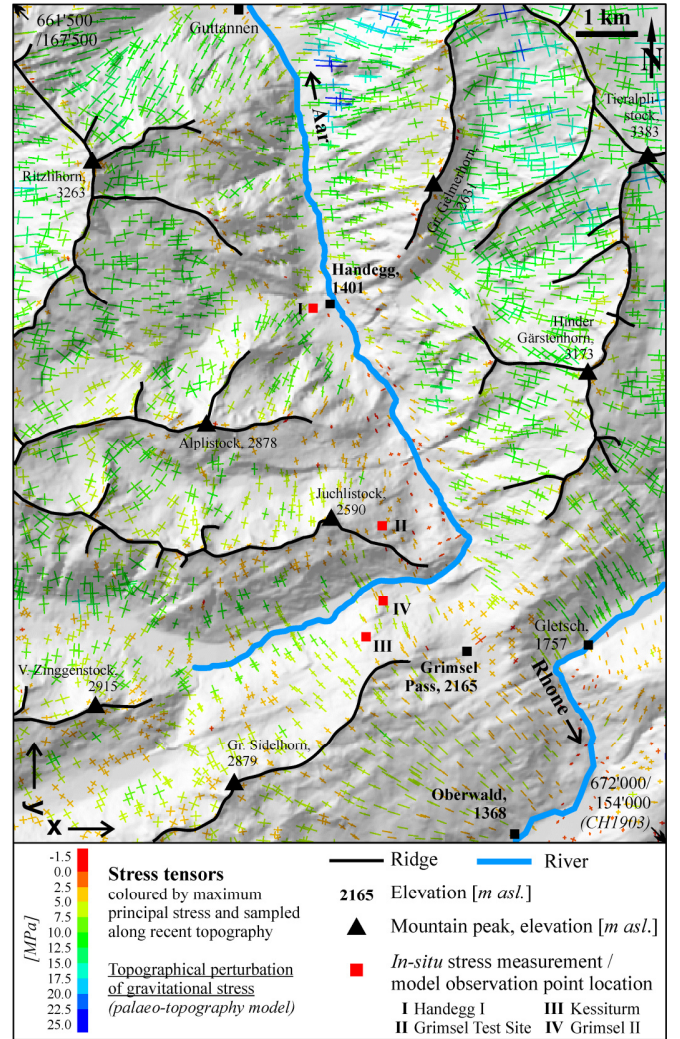 661'500
/167'500
Guttannen
1 km
N
Aar
Tieralpli-
stock,
3383
Ritzlihorn,
3263
Gr. Gelmerhorn,
263
Handegg,
1401
I
Hinder
Gärstenhorn,
3173
Alplistock, 2878
Juchlistock,
2590
II
IV
III
Gletsch,
1757
V. Zinggenstock,
2915
Grimsel
Pass, 2165
Rhone
Gr. Sidelhorn,
2879
y
x
Oberwald,
1368
672'000/
154'000
(CH1903)
-1.5
0.0
2.5
5.0
7.5
10.0
12.5
15.0
17.5
20.0
22.5
25.0
[MPa]
Stress tensors
coloured by maximum
principal stress and sampled
along recent topography
Topographical perturbation
of gravitational stress
(palaeo-topography model)
Ridge
River
2165 Elevation [m asl.]
Mountain peak, elevation [m asl.]
In-situ stress measurement /
model observation point location
I Handegg I
III Kessiturm
II Grimsel Test Site
IV Grimsel II